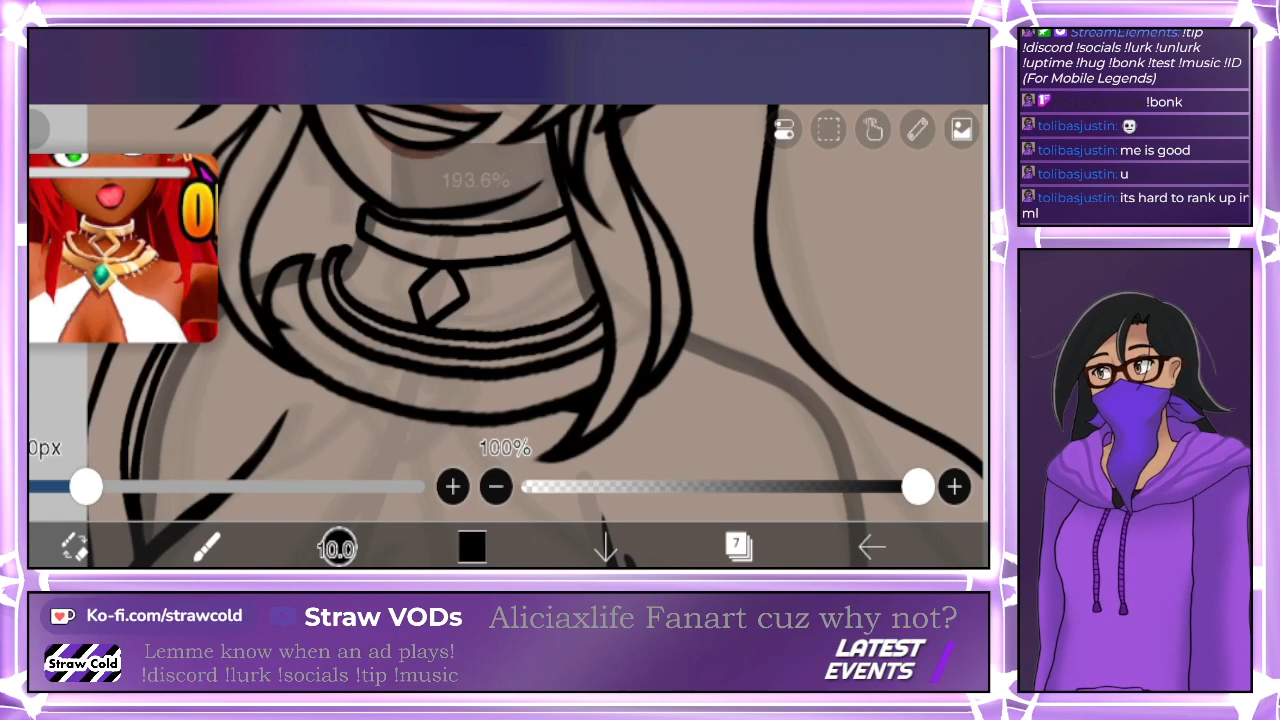 StreamElements: !tip
!discord !socials !lurk !unlurk
!uptime !hug !bonk !test !music !ID
(For Mobile Legends)
!bonk
tolibasjustin:
tolibasjustin: me is good
tolibasjustin: u
tolibasjustin: its hard to rank up in
ml
193.6%
0
0px
100%
10.0
7
Ko-fi.com/strawcold
Straw VODs
Aliciaxlife Fanart cuz why not?
Straw Cold
Lemme know when an ad plays!
!discord !lurk !socials !tip !music
LATEST
EVENTS